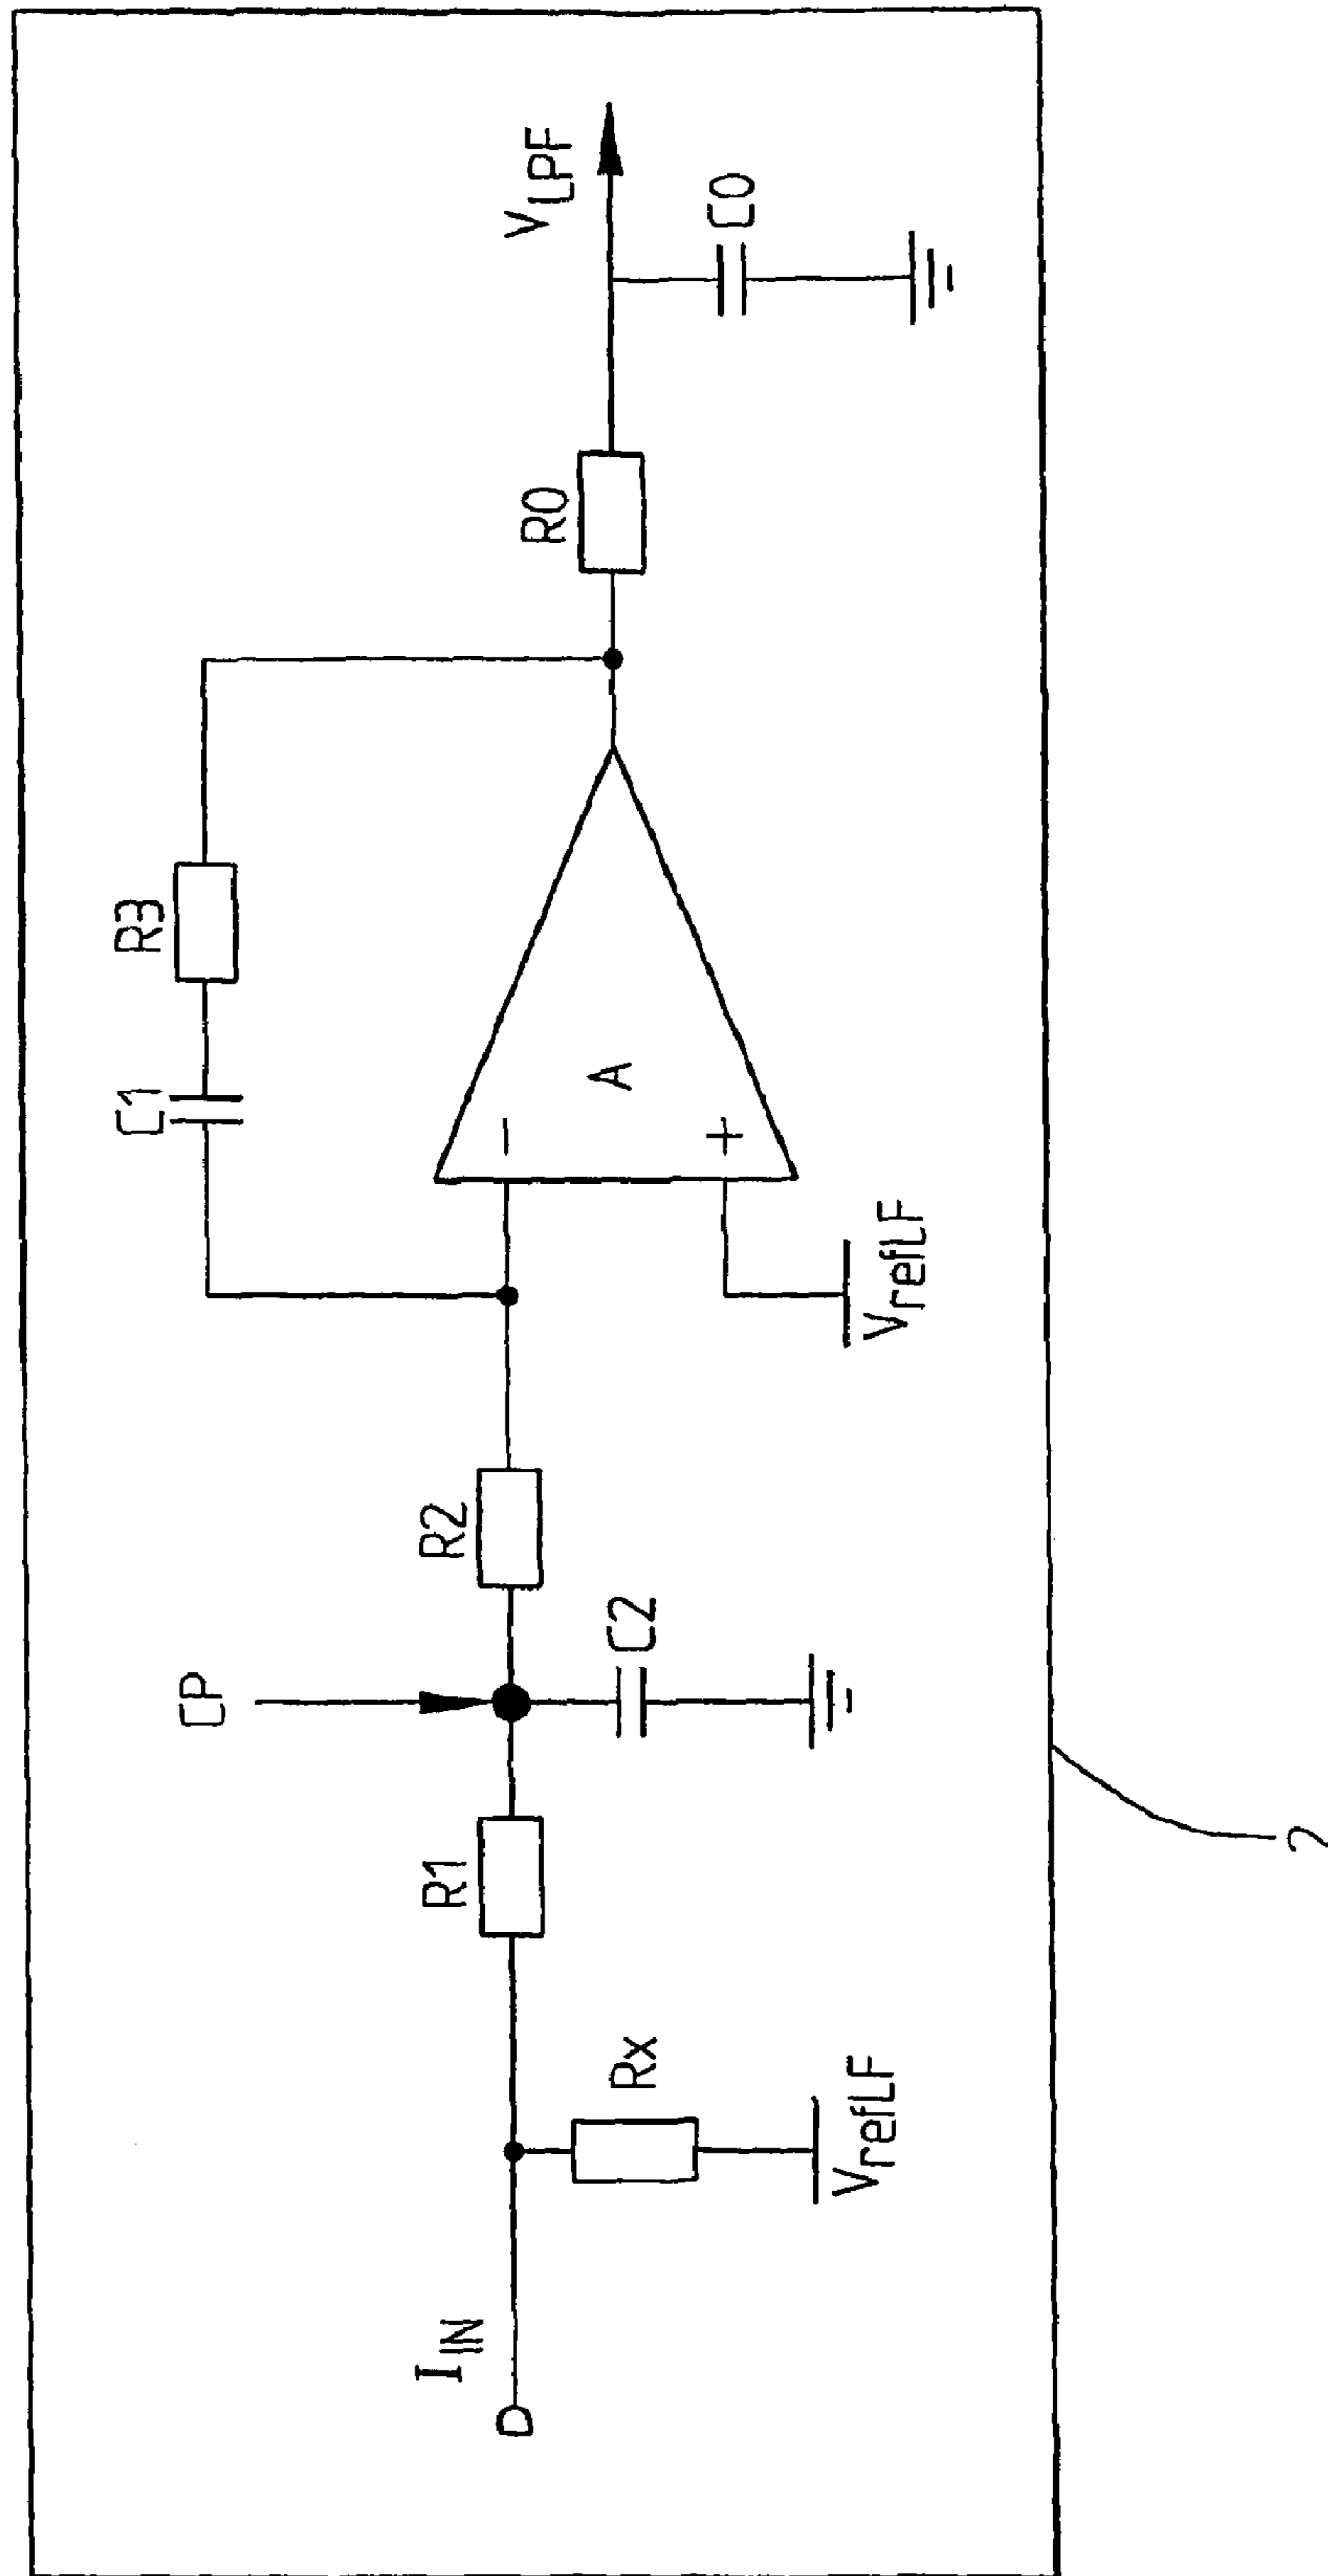 C1
R3
CP
V_LPF
I_IN
R1
R2
−
A
R0
D
Rx
C2
+
C0
V_refLF
V_refLF
2